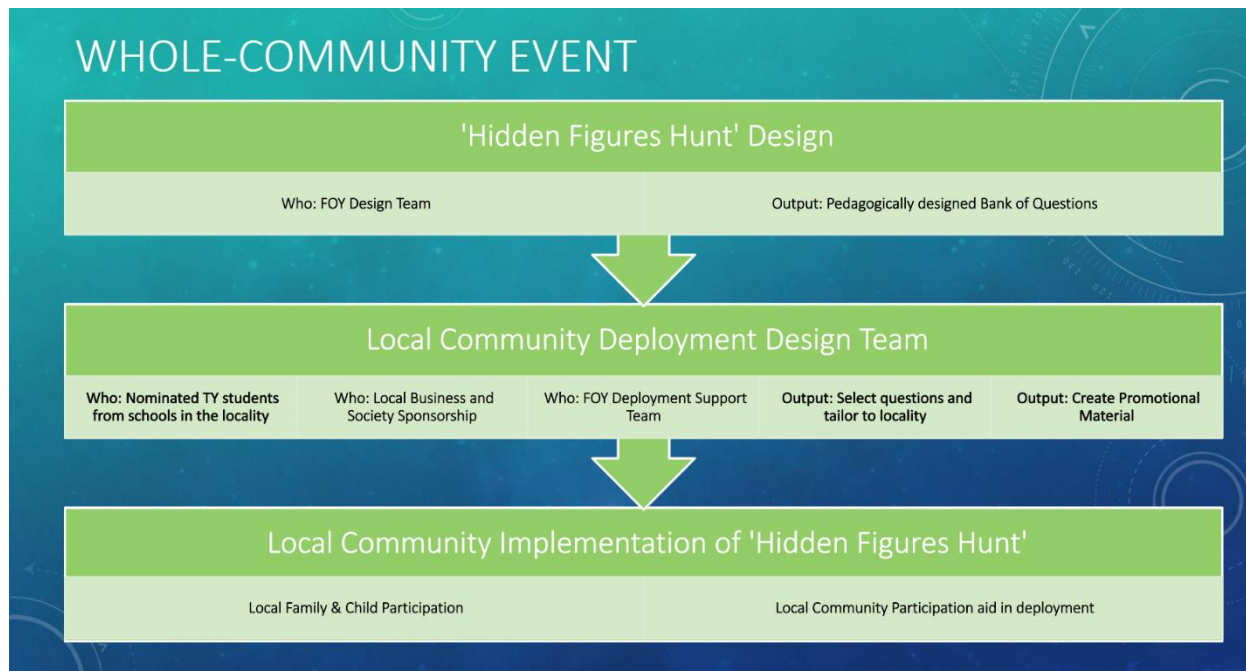 WHOLE-COMMUNITY EVENT
'Hidden Figures Hunt' Design
Who: FOY Design Team
Output: Pedagogically designed Bank of Questions
Local Community Deployment Design Team
Who: Nominated TY students
from schools in the locality
Who: Local Business and
Society Sponsorship
Who: FOY Deployment Support
Team
Output: Select questions and
tailor to locality
Output: Create Promotional
Material
Local Community Implementation of 'Hidden Figures Hunt'
Local Family & Child Participation
Local Community Participation aid in deployment